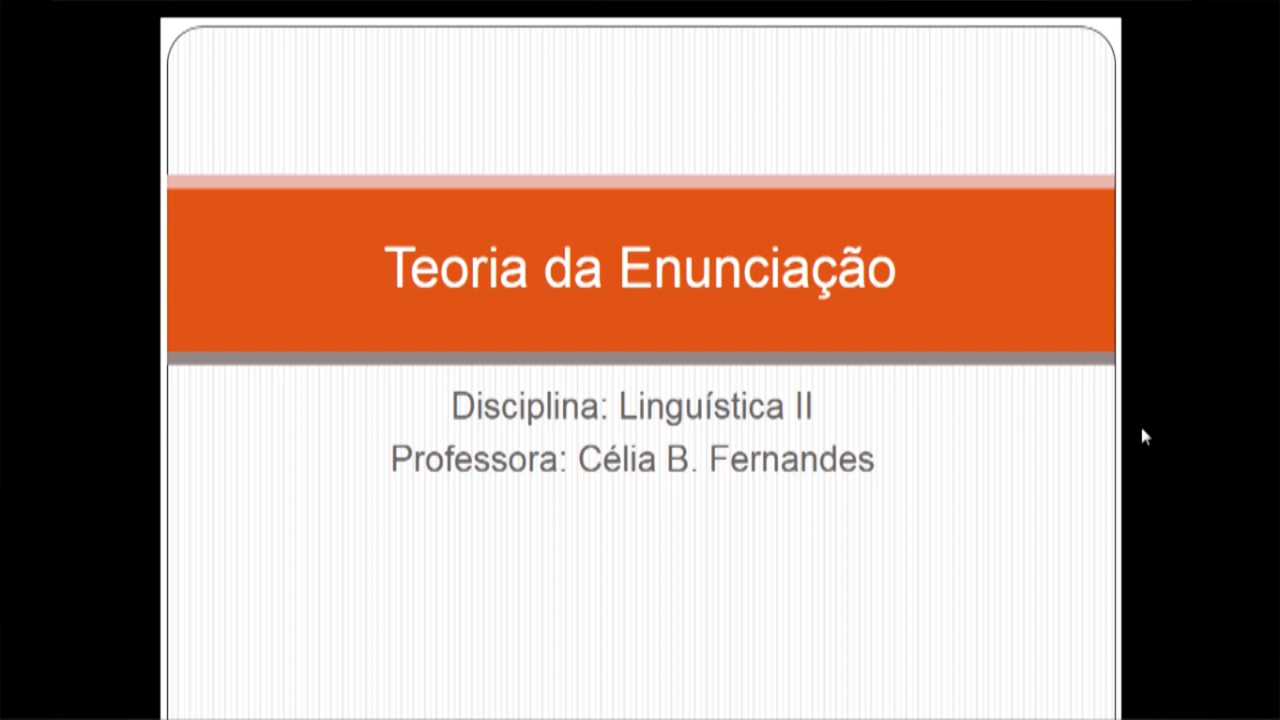 Teoria da Enunciação
Disciplina: Linguística II
Professora: Célia B. Fernandes